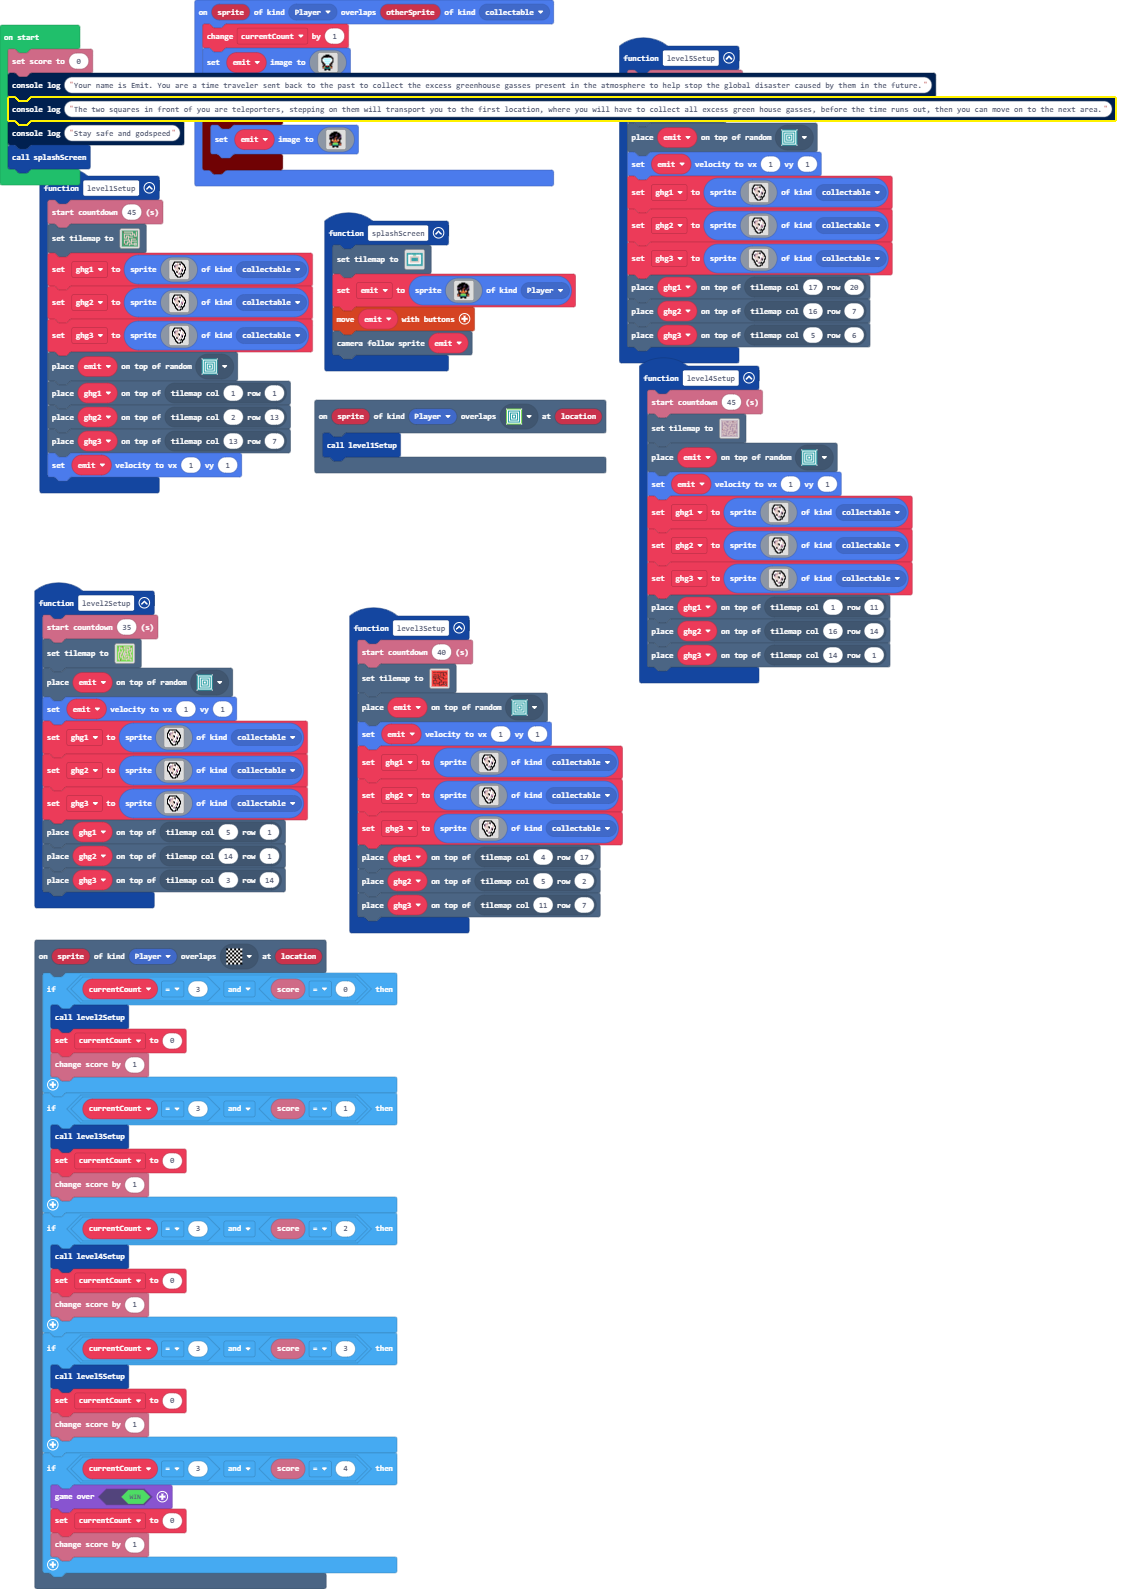 on start
set score to 0
console log "Your name is Emit. You are a time traveler sent back to the past to collect the excess greenhouse gasses present in the atmosphere to help stop the global disaster caused by them in the future."
console log "The two squares in front of you are teleporters, stepping on them will transport you to the first location, where you will have to collect all excess green house gasses, before the time runs out, then you can move on to the next area."
console log "Stay safe and godspeed"
call splashScreen
on sprite of kind Player overlaps otherSprite of kind collectable
change currentCount by 1
set emit image to
set emit image to
function level1Setup
start countdown 45 (s)
set tilemap to
set ghg1 to sprite of kind collectable
set ghg2 to sprite of kind collectable
set ghg3 to sprite of kind collectable
place emit on top of random
place ghg1 on top of tilemap col 1 row 1
place ghg2 on top of tilemap col 2 row 13
place ghg3 on top of tilemap col 13 row 7
set emit velocity to vx 1 vy 1
function splashScreen
set tilemap to
set emit to sprite of kind Player
move emit with buttons
camera follow sprite emit
on sprite of kind Player overlaps at location
call level1Setup
function level5Setup
place emit on top of random
set emit velocity to vx 1 vy 1
set ghg1 to sprite of kind collectable
set ghg2 to sprite of kind collectable
set ghg3 to sprite of kind collectable
place ghg1 on top of tilemap col 17 row 20
place ghg2 on top of tilemap col 16 row 7
place ghg3 on top of tilemap col 5 row 6
function level4Setup
start countdown 45 (s)
set tilemap to
place emit on top of random
set emit velocity to vx 1 vy 1
set ghg1 to sprite of kind collectable
set ghg2 to sprite of kind collectable
set ghg3 to sprite of kind collectable
place ghg1 on top of tilemap col 1 row 11
place ghg2 on top of tilemap col 16 row 14
place ghg3 on top of tilemap col 14 row 1
function level2Setup
start countdown 35 (s)
set tilemap to
place emit on top of random
set emit velocity to vx 1 vy 1
set ghg1 to sprite of kind collectable
set ghg2 to sprite of kind collectable
set ghg3 to sprite of kind collectable
place ghg1 on top of tilemap col 5 row 1
place ghg2 on top of tilemap col 14 row 1
place ghg3 on top of tilemap col 3 row 14
function level3Setup
start countdown 40 (s)
set tilemap to
place emit on top of random
set emit velocity to vx 1 vy 1
set ghg1 to sprite of kind collectable
set ghg2 to sprite of kind collectable
set ghg3 to sprite of kind collectable
place ghg1 on top of tilemap col 4 row 17
place ghg2 on top of tilemap col 5 row 2
place ghg3 on top of tilemap col 11 row 7
on sprite of kind Player overlaps at location
if currentCount = 3 and score = 0 then
call level2Setup
set currentCount to 0
change score by 1
if currentCount = 3 and score = 1 then
call level3Setup
set currentCount to 0
change score by 1
if currentCount = 3 and score = 2 then
call level4Setup
set currentCount to 0
change score by 1
if currentCount = 3 and score = 3 then
call level5Setup
set currentCount to 0
change score by 1
if currentCount = 3 and score = 4 then
game over WIN
set currentCount to 0
change score by 1